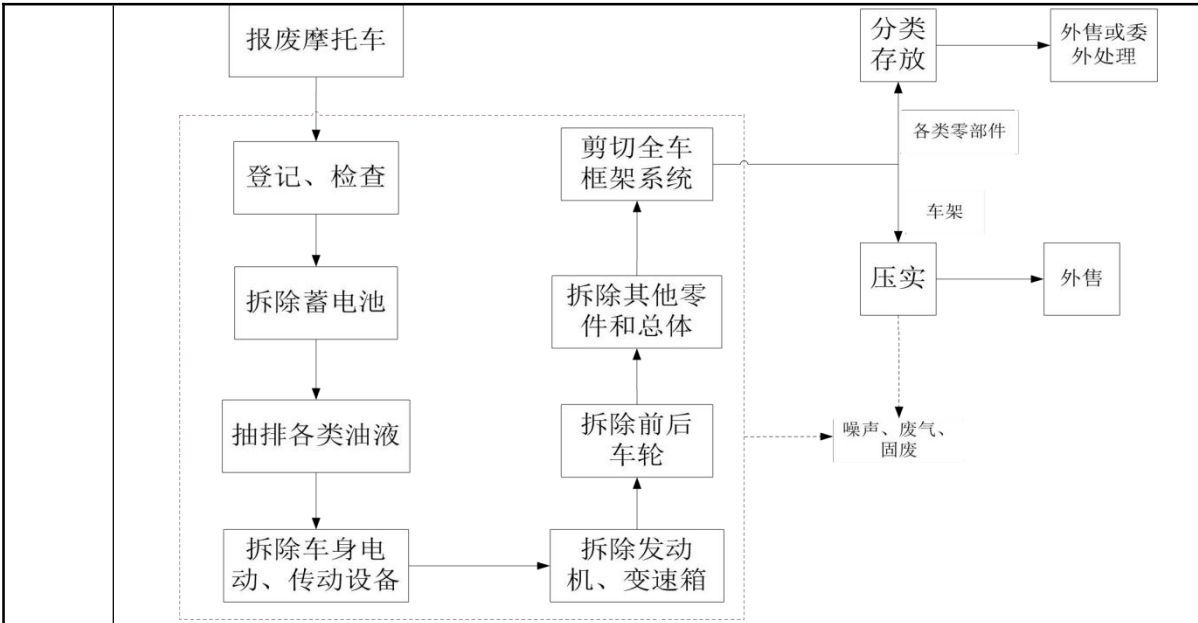 报废摩托车
登记、检查
拆除蓄电池
抽排各类油液
拆除车身电
动、传动设备
拆除发动
机、变速箱
拆除前后
车轮
拆除其他零
件和总体
剪切全车
框架系统
各类零部件
分类
存放
外售或委
外处理
车架
压实
外售
噪声、废气、
固废